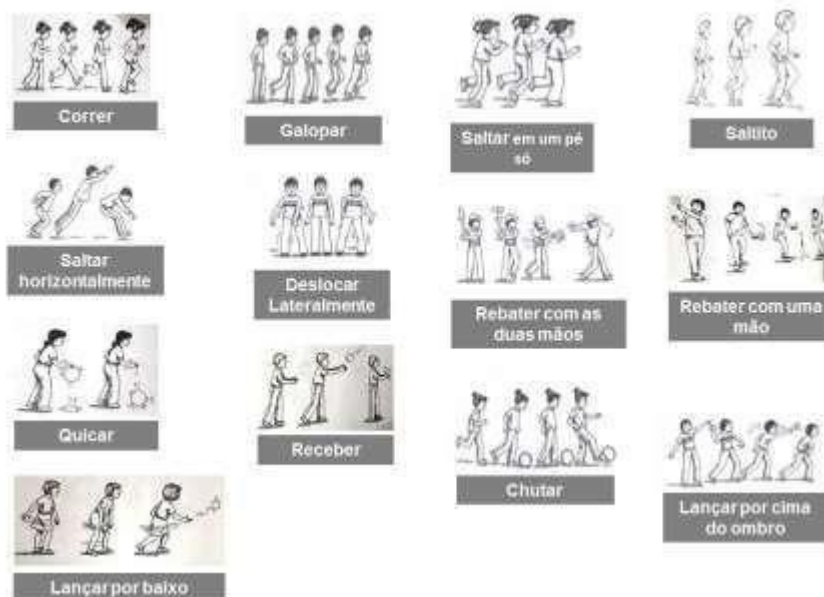 Correr
Galopar
Saltar em um pé
só
Saltito
Saltar
horizontalmente
Deslocar
Lateralmente
Rebater com as
duas mãos
Rebater com uma
mão
Quicar
Receber
Chutar
Lançar por cima
do ombro
Lançar por baixo